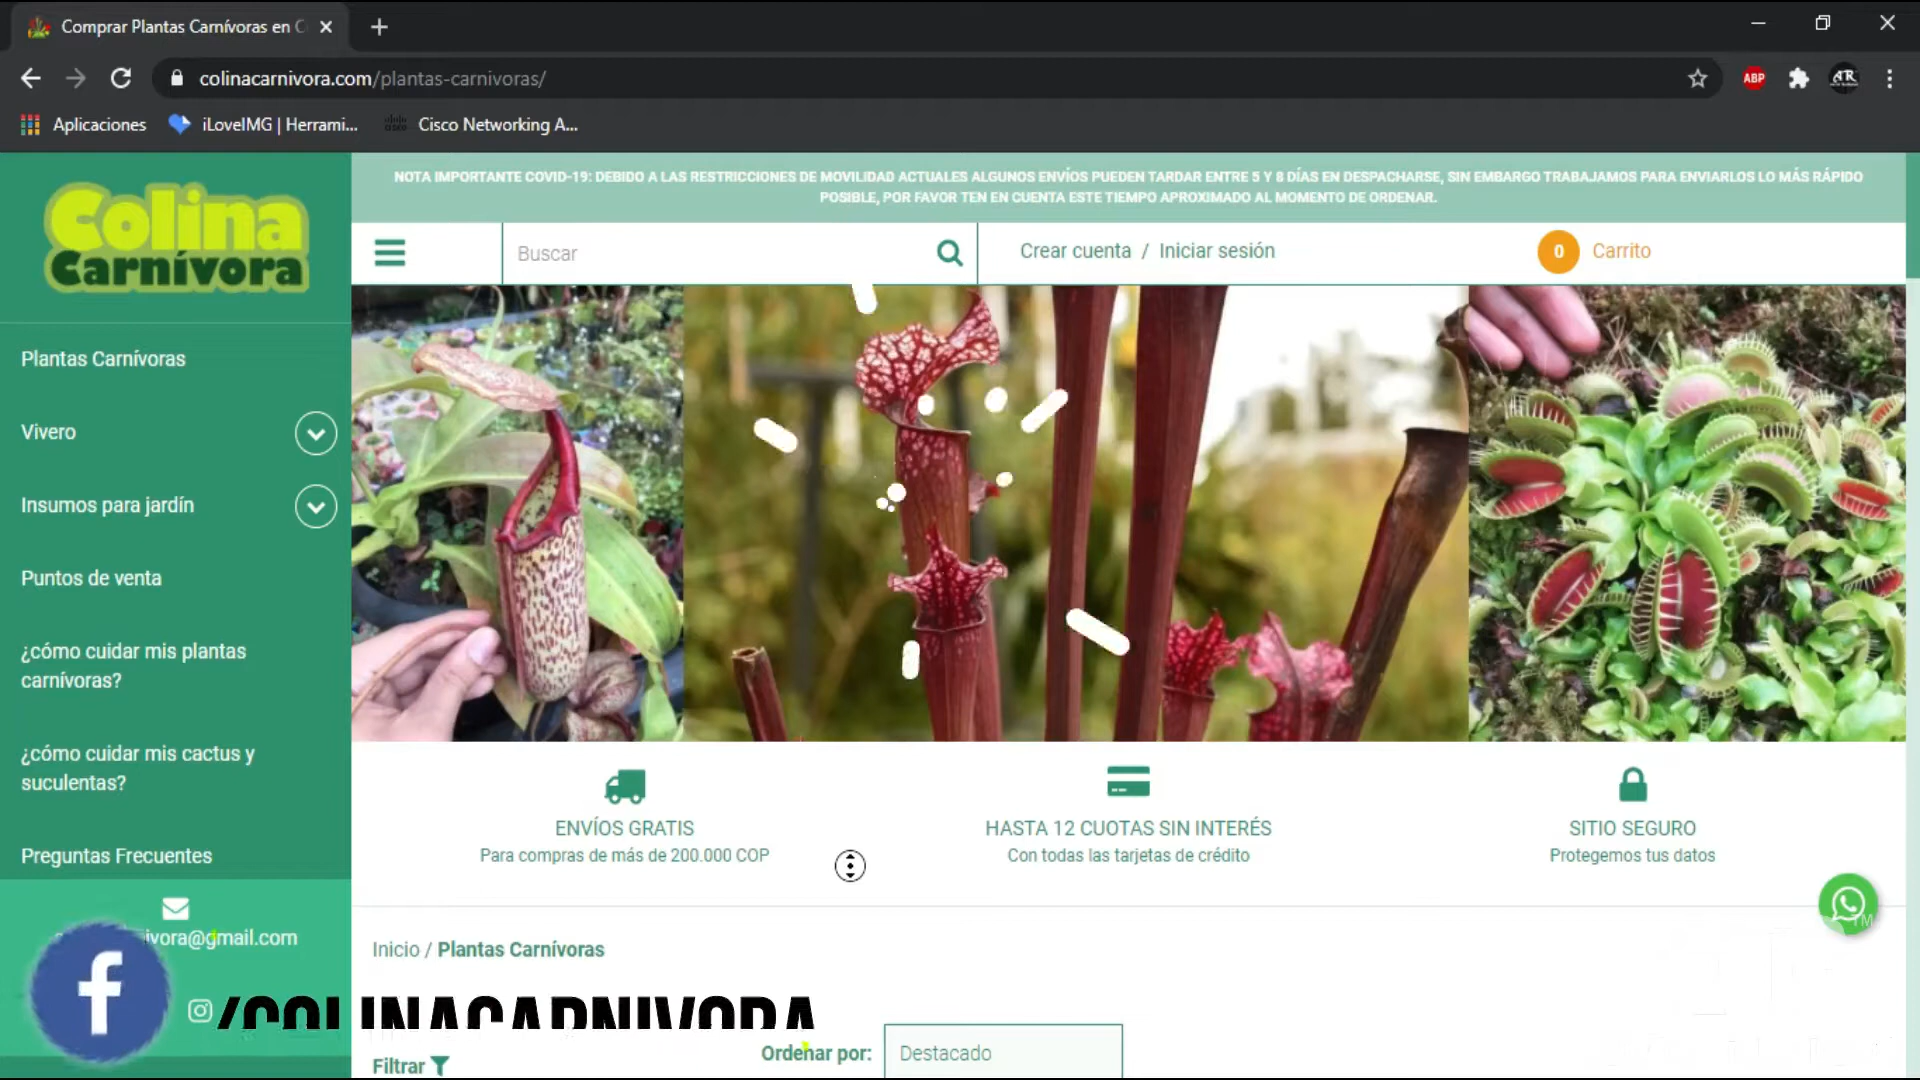 Comprar Plantas Carnívoras en C
colinacarnivora.com/plantas-carnivoras/
ABP
AR
Aplicaciones
iLoveIMG | Herrami...
Cisco Networking A...
Colina
Carnívora
NOTA IMPORTANTE COVID-19: DEBIDO A LAS RESTRICCIONES DE MOVILIDAD ACTUALES ALGUNOS ENVÍOS PUEDEN TARDAR ENTRE 5 Y 8 DÍAS EN DESPACHARSE, SIN EMBARGO TRABAJAMOS PARA ENVIARLOS LO MÁS RÁPIDO
POSIBLE, POR FAVOR TEN EN CUENTA ESTE TIEMPO APROXIMADO AL MOMENTO DE ORDENAR.
Buscar
Crear cuenta / Iniciar sesión
0 Carrito
Plantas Carnívoras
Vivero
Insumos para jardín
Puntos de venta
¿cómo cuidar mis plantas
carnívoras?
¿cómo cuidar mis cactus y
suculentas?
Preguntas Frecuentes
ivora@gmail.com
f
/COLINACARNIVORA
ENVÍOS GRATIS
Para compras de más de 200.000 COP
HASTA 12 CUOTAS SIN INTERÉS
Con todas las tarjetas de crédito
SITIO SEGURO
Protegemos tus datos
TM
Inicio / Plantas Carnívoras
Filtrar
Ordenar por:
Destacado